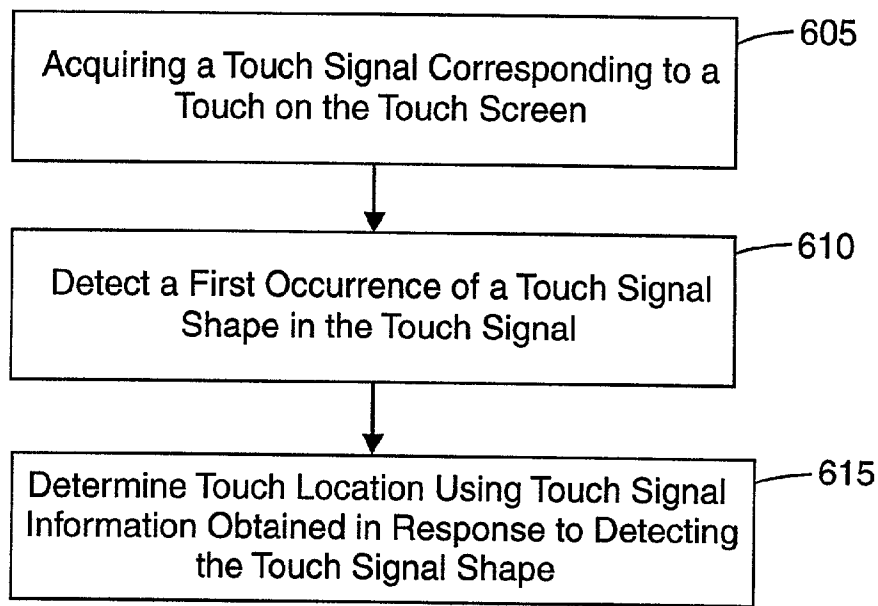 605
Acquiring a Touch Signal Corresponding to a
Touch on the Touch Screen
610
Detect a First Occurrence of a Touch Signal
Shape in the Touch Signal
615
Determine Touch Location Using Touch Signal
Information Obtained in Response to Detecting
the Touch Signal Shape